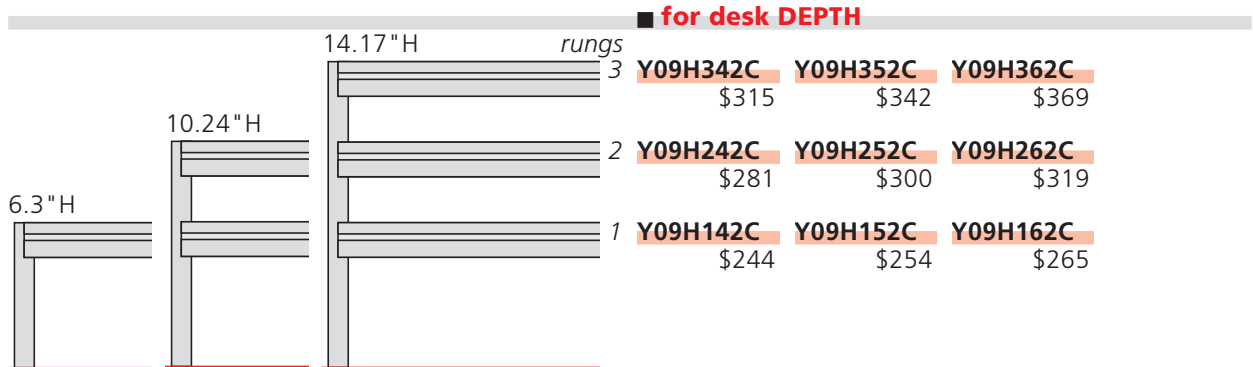 ■ for desk DEPTH
14.17"H rungs
3 Y09H342C Y09H352C Y09H362C
$315 $342 $369
10.24"H
2 Y09H242C Y09H252C Y09H262C
$281 $300 $319
6.3"H
1 Y09H142C Y09H152C Y09H162C
$244 $254 $265